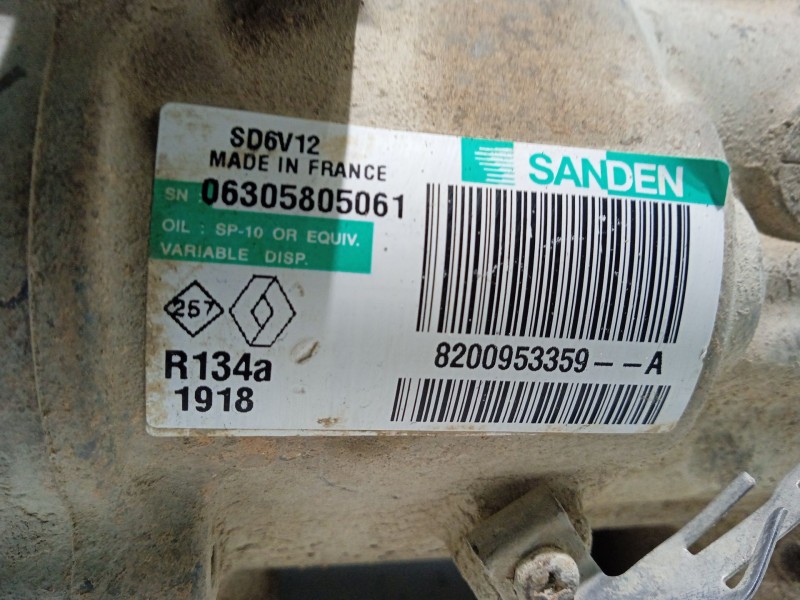 SD6V12
MADE IN FRANCE
SN : 06305805061
OIL : SP-10 OR EQUIV.
VARIABLE DISP.
257
R134a
1918
SANDEN
8200953359--A